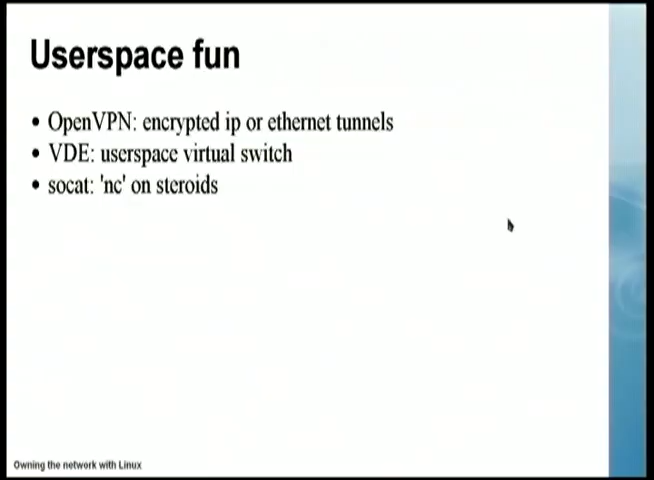 Userspace fun
• OpenVPN: encrypted ip or ethernet tunnels
• VDE: userspace virtual switch
• socat: 'nc' on steroids
Owning the network with Linux